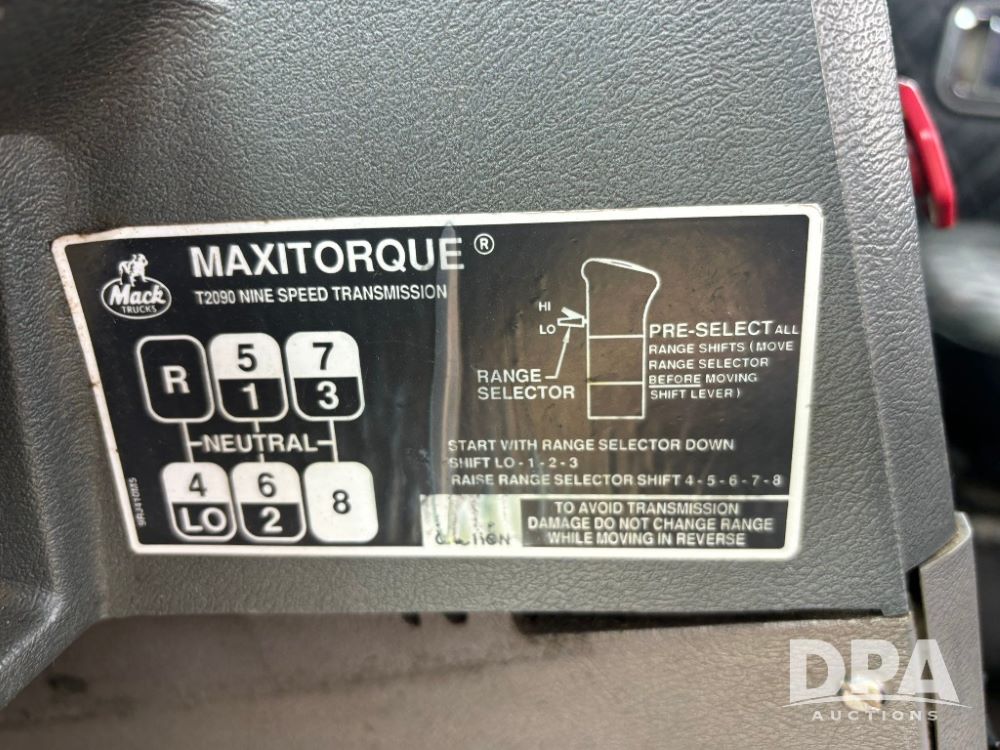 MAXITORQUE®
Mack
TRUCKS
T2090 NINE SPEED TRANSMISSION
R
5
1
7
3
NEUTRAL
4
LO
6
2
8
9RJ410M5
HI
LO
RANGE
SELECTOR
PRE-SELECT ALL
RANGE SHIFTS (MOVE
RANGE SELECTOR
BEFORE MOVING
SHIFT LEVER)
START WITH RANGE SELECTOR DOWN
SHIFT LO - 1 - 2 - 3
RAISE RANGE SELECTOR SHIFT 4 - 5 - 6 - 7 - 8
TO AVOID TRANSMISSION
DAMAGE DO NOT CHANGE RANGE
WHILE MOVING IN REVERSE
DPA
AUCTIONS